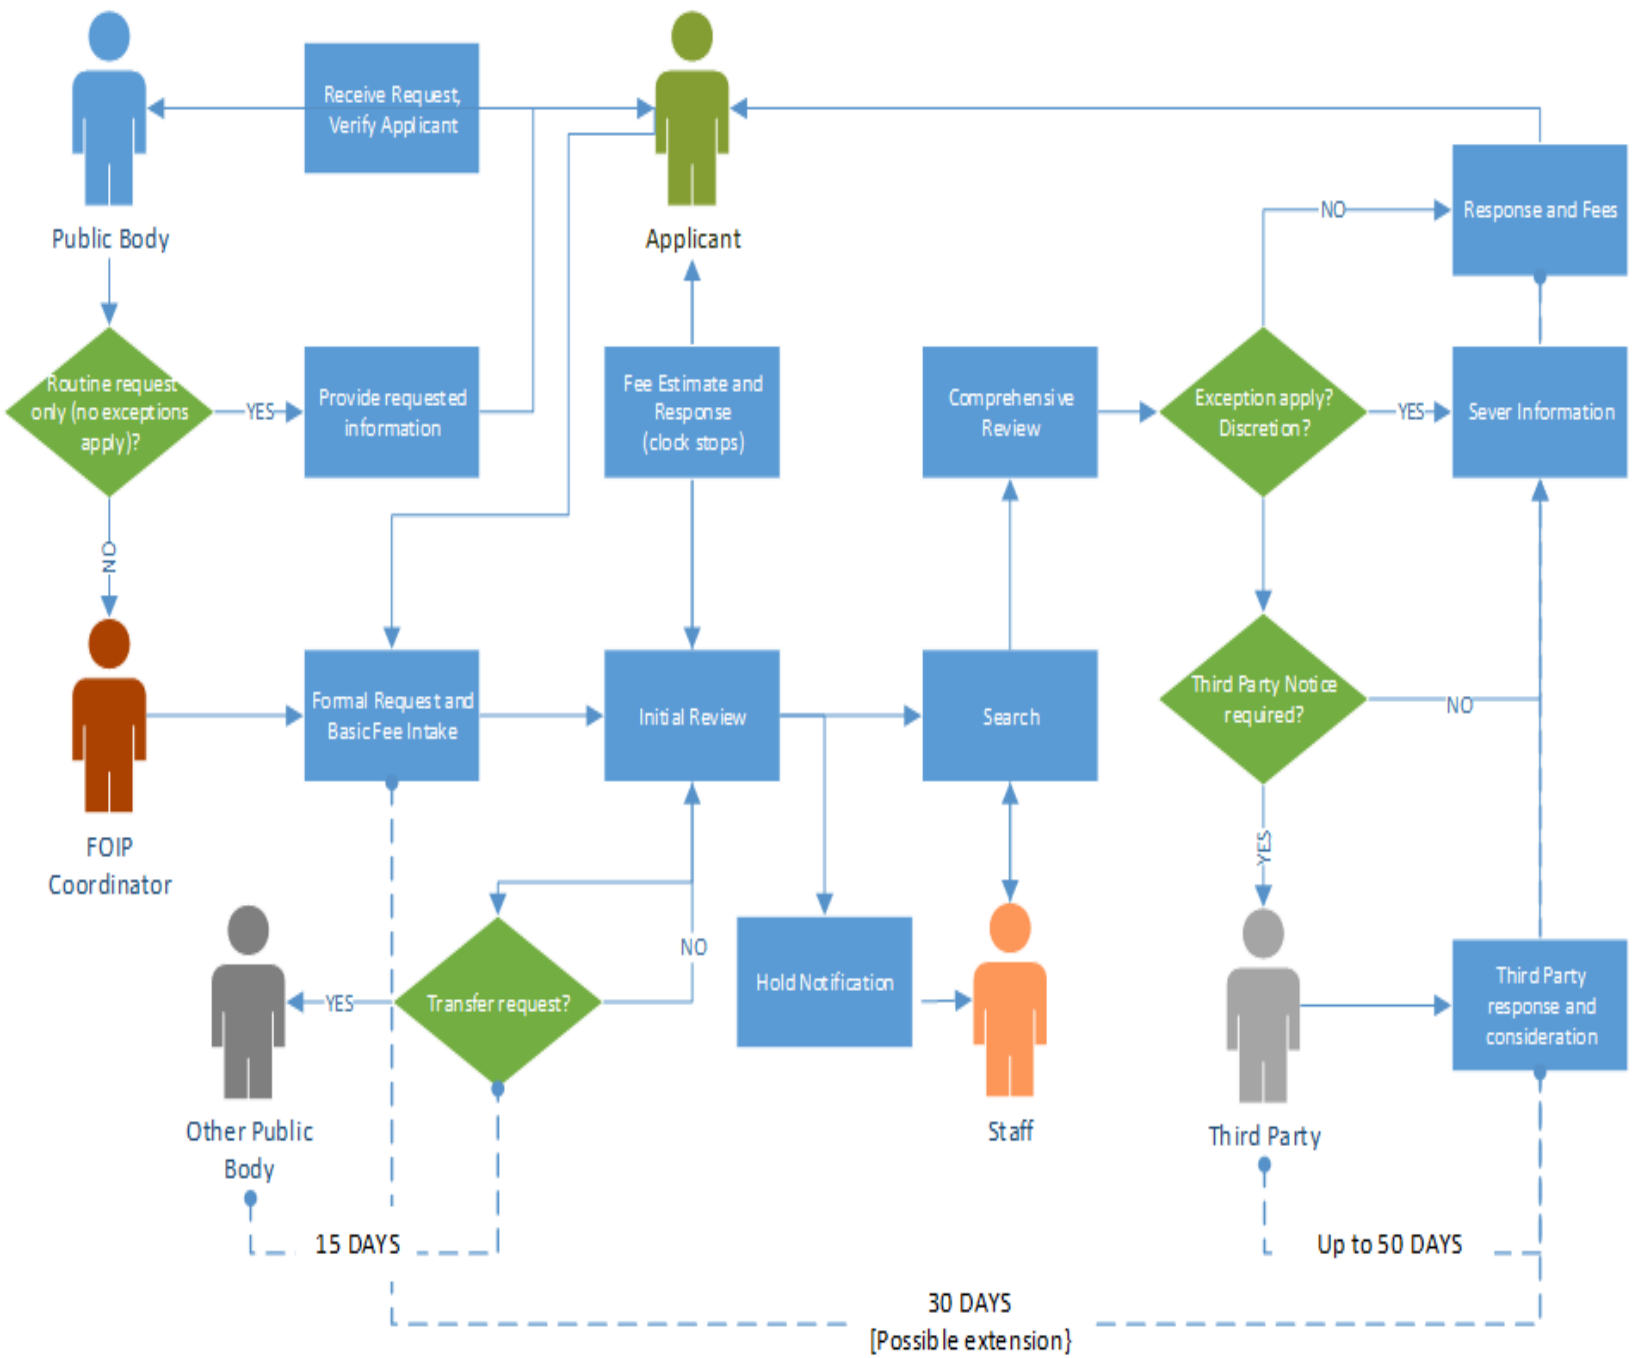 Receive Request,
Verify Applicant
Public Body
Applicant
NO
Response and Fees
Routine request
only (no exceptions
apply)?
YES
Provide requested
information
Fee Estimate and
Response
(clock stops)
Comprehensive
Review
Exception apply?
Discretion?
YES
Sever Information
NO
FOIP
Coordinator
Formal Request and
Basic Fee Intake
Initial Review
Search
Third Party Notice
required?
NO
YES
Other Public
Body
YES
Transfer request?
NO
Hold Notification
Staff
Third Party
Third Party
response and
consideration
15 DAYS
Up to 50 DAYS
30 DAYS
[Possible extension}